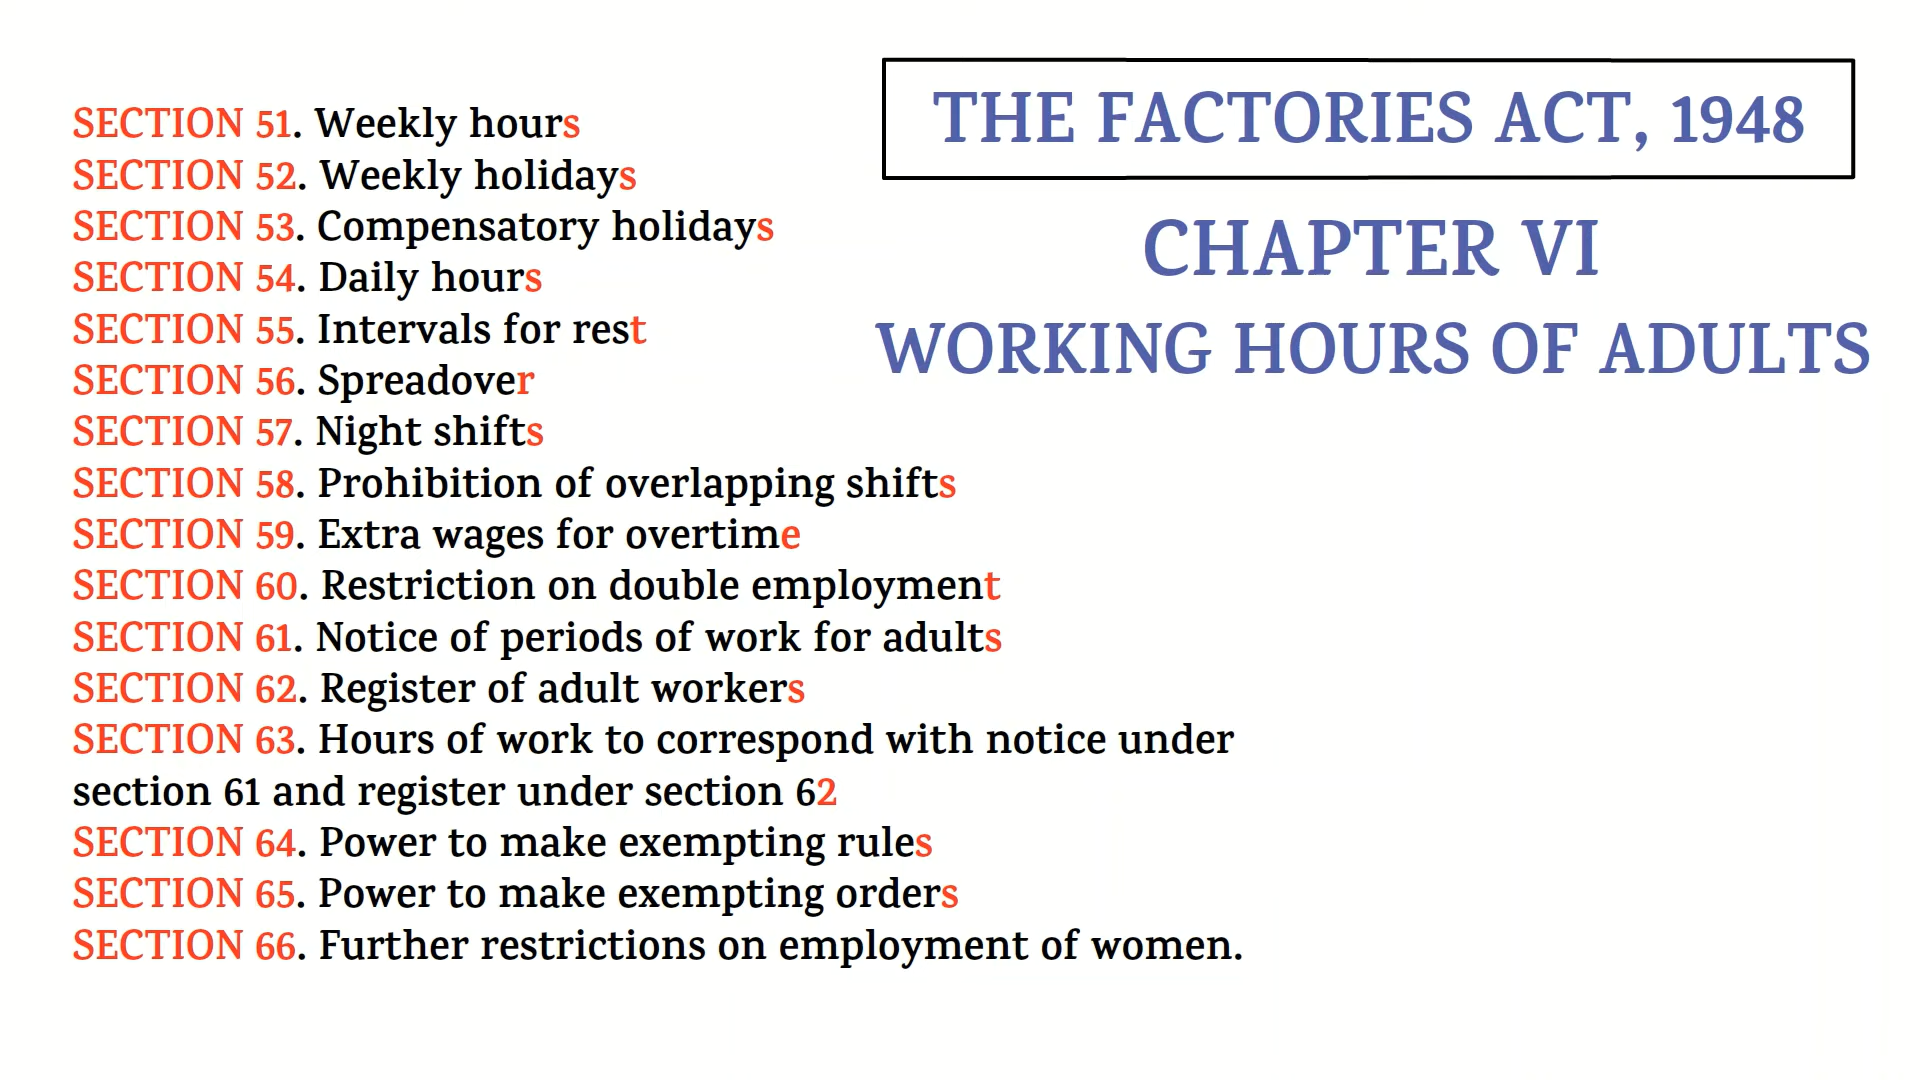 THE FACTORIES ACT, 1948
CHAPTER VI
WORKING HOURS OF ADULTS
SECTION 51. Weekly hours
SECTION 52. Weekly holidays
SECTION 53. Compensatory holidays
SECTION 54. Daily hours
SECTION 55. Intervals for rest
SECTION 56. Spreadover
SECTION 57. Night shifts
SECTION 58. Prohibition of overlapping shifts
SECTION 59. Extra wages for overtime
SECTION 60. Restriction on double employment
SECTION 61. Notice of periods of work for adults
SECTION 62. Register of adult workers
SECTION 63. Hours of work to correspond with notice under
section 61 and register under section 62
SECTION 64. Power to make exempting rules
SECTION 65. Power to make exempting orders
SECTION 66. Further restrictions on employment of women.